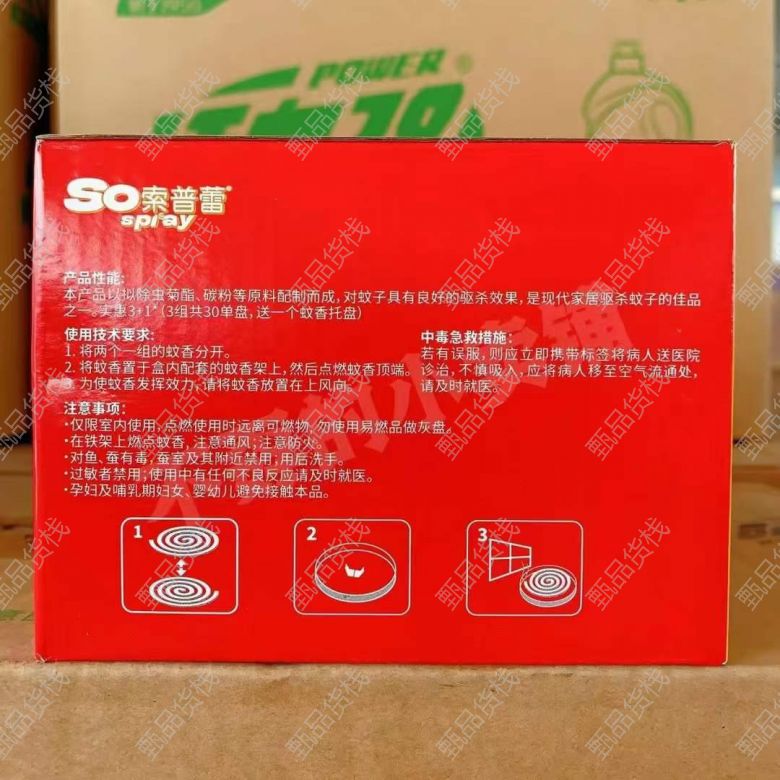 POWER
So索普蕾
spray
产品性能:
本产品以拟除虫菊酯、碳粉等原料配制而成,对蚊子具有良好的驱杀效果,是现代家居驱杀蚊子的佳品
之一。实惠3+1*(3组共30单盘,送一个蚊香托盘)
使用技术要求:
1. 将两个一组的蚊香分开。
2. 将蚊香置于盒内配套的蚊香架上,然后点燃蚊香顶端。
3. 为使蚊香发挥效力,请将蚊香放置在上风向。
中毒急救措施:
若有误服,则应立即携带标签将病人送医院
诊治,不慎吸入,应将病人移至空气流通处,
请及时就医。
注意事项:
•仅限室内使用,点燃使用时远离可燃物,勿使用易燃品做灰盘。
•在铁架上燃点蚊香,注意通风;注意防火。
•对鱼、蚕有毒,蚕室及其附近禁用;用后洗手。
•过敏者禁用;使用中有任何不良反应请及时就医。
•孕妇及哺乳期妇女、婴幼儿避免接触本品。
1
2
3
甄品货栈